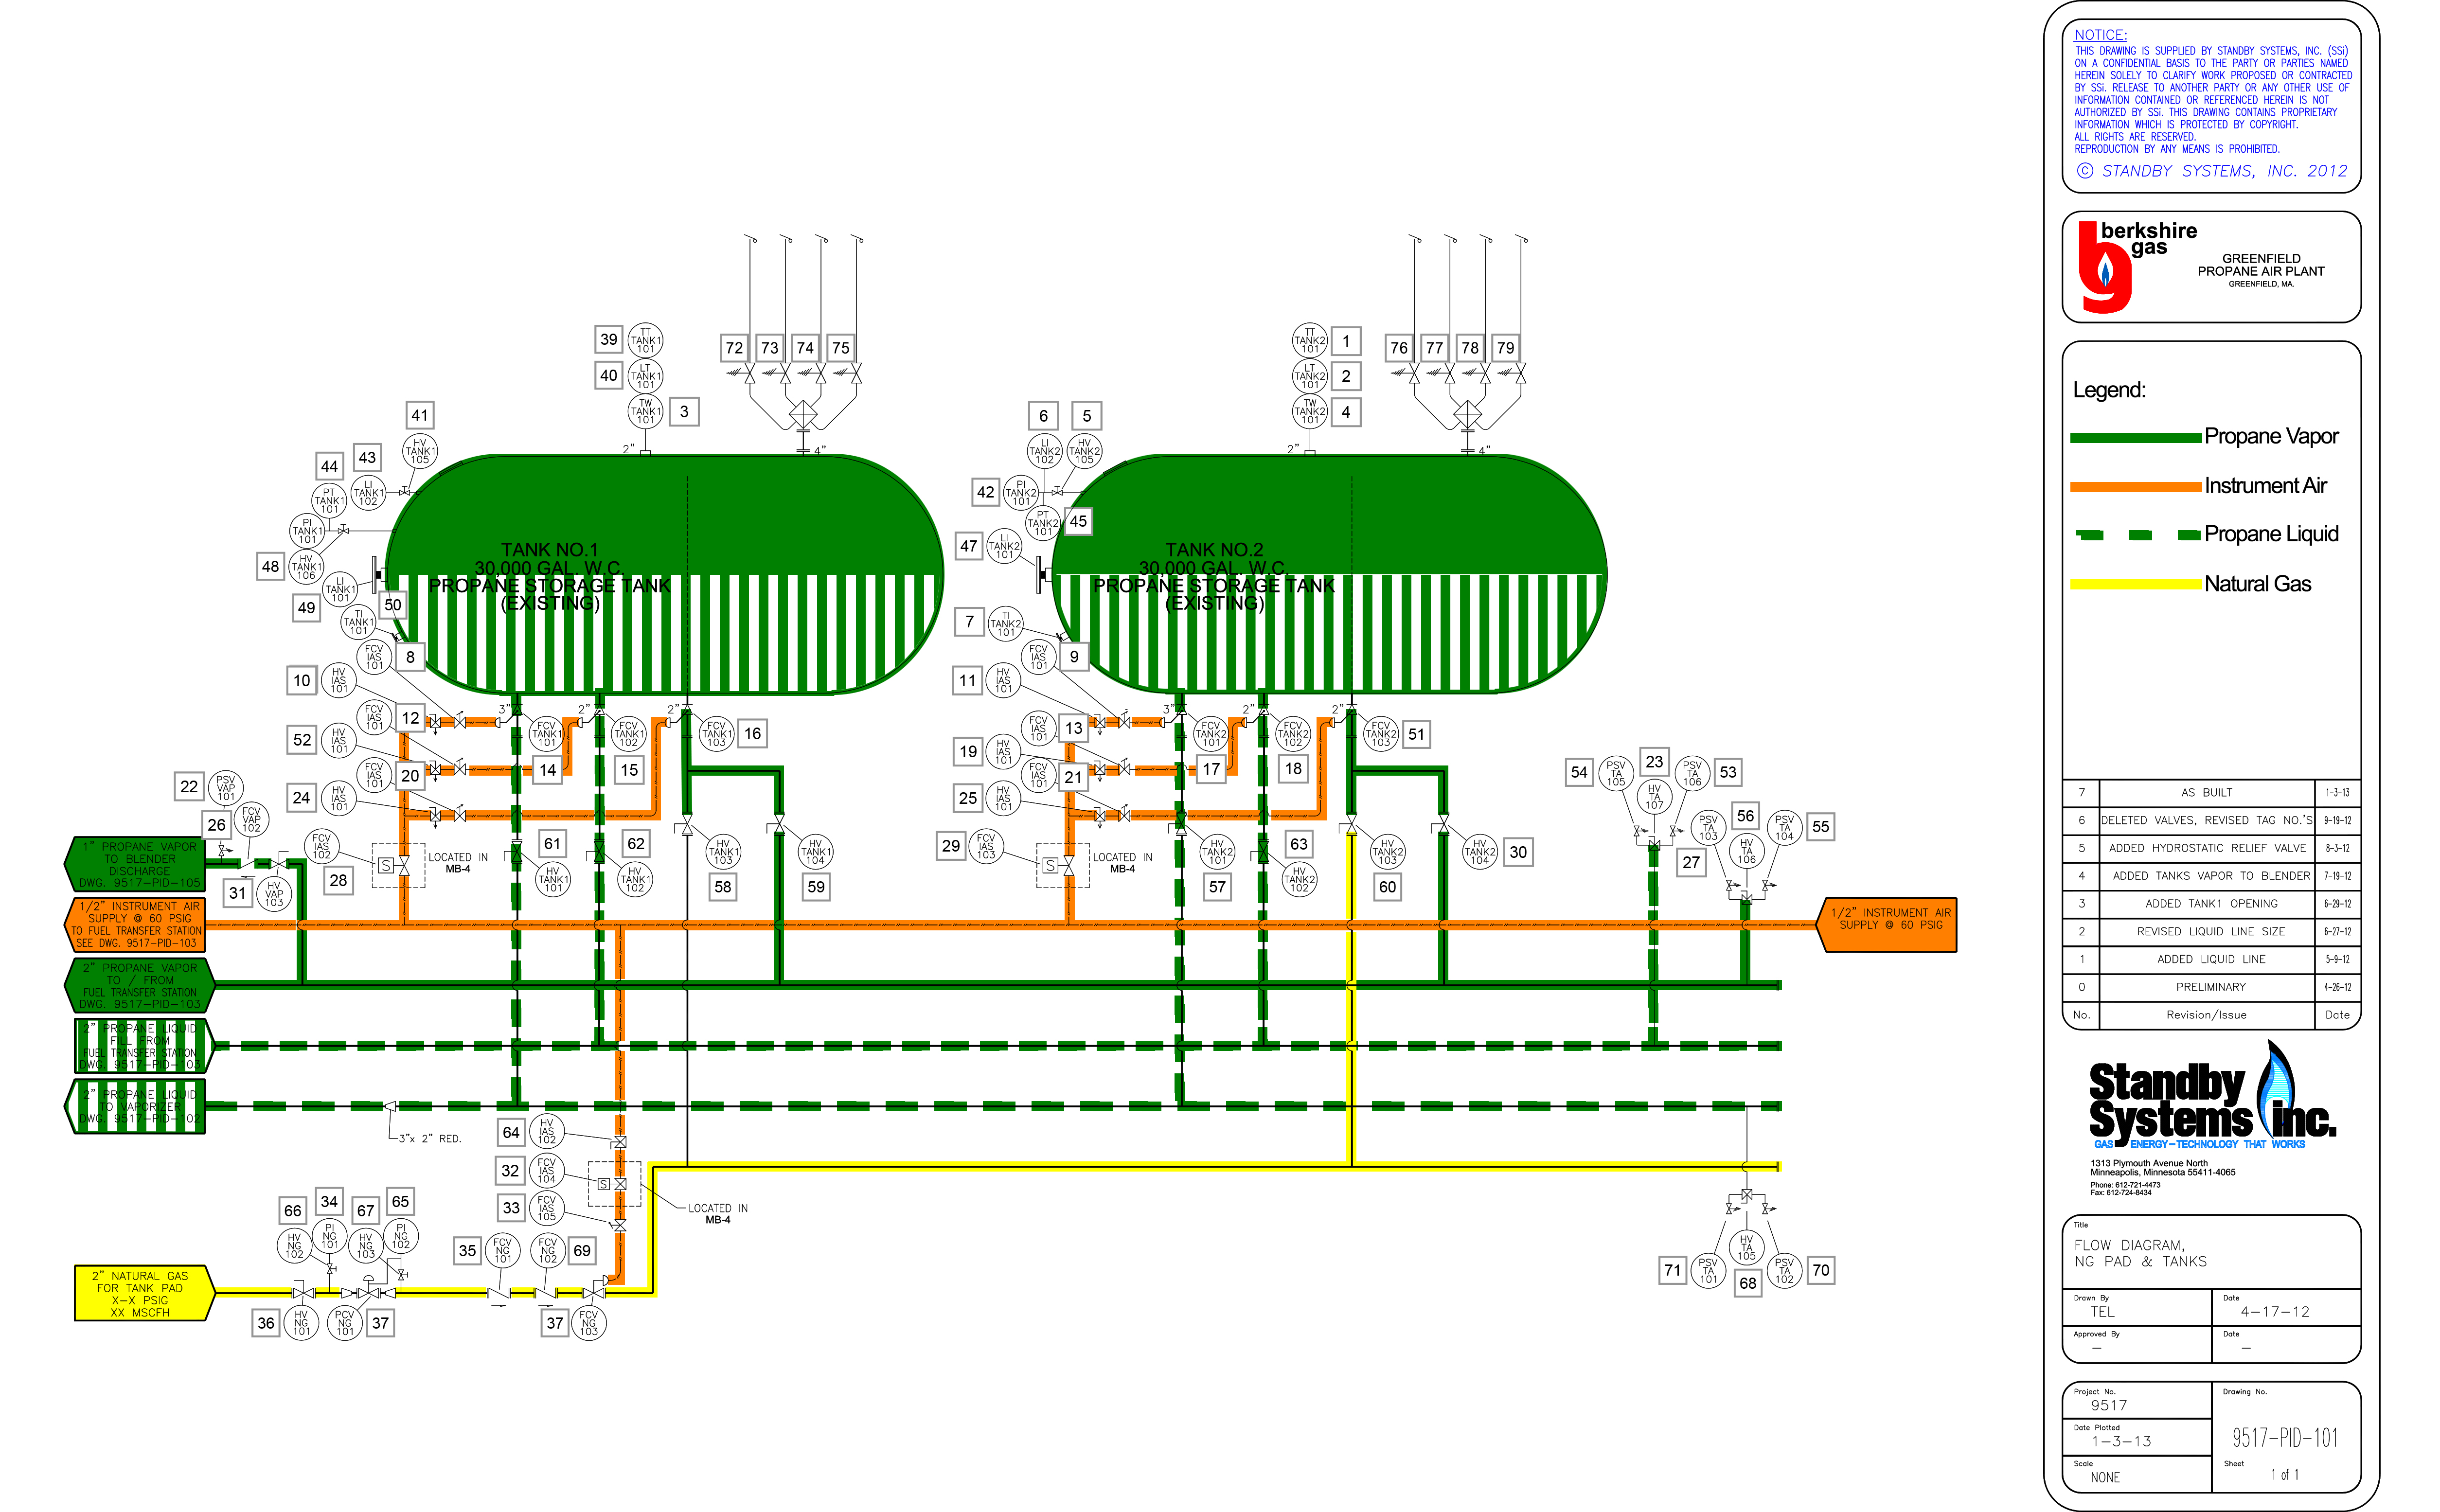 39
TT
TANK1
101
40
LT
TANK1
101
TW
TANK1
101
3
72
73
74
75
TT
TANK2
101
1
LT
TANK2
101
2
TW
TANK2
101
4
76
77
78
79
2"
4"
2"
4"
41
HV
TANK1
105
43
LI
TANK1
102
44
PT
TANK1
101
PI
TANK1
101
48
HV
TANK1
106
LI
TANK1
101
49
50
TI
TANK1
101
TANK NO.1
30,000 GAL. W.C.
PROPANE STORAGE TANK
(EXISTING)
6
5
LI
TANK2
102
HV
TANK2
105
42
PI
TANK2
101
PT
TANK2
101
45
47
LI
TANK2
101
7
TI
TANK2
101
TANK NO.2
30,000 GAL. W.C.
PROPANE STORAGE TANK
(EXISTING)
FCV
IAS
101
8
10
HV
IAS
101
FCV
IAS
101
12
52
HV
IAS
101
FCV
IAS
101
20
24
HV
IAS
101
3"
2"
2"
FCV
TANK1
101
14
FCV
TANK1
102
15
FCV
TANK1
103
16
FCV
IAS
101
9
11
HV
IAS
101
FCV
IAS
101
13
19
HV
IAS
101
FCV
IAS
101
21
25
HV
IAS
101
3"
2"
2"
FCV
TANK2
101
17
FCV
TANK2
102
18
FCV
TANK2
103
51
22
PSV
VAP
101
26
FCV
VAP
102
31
HV
VAP
103
FCV
IAS
102
28
S
LOCATED IN
MB-4
61
HV
TANK1
101
62
HV
TANK1
102
HV
TANK1
103
58
HV
TANK1
104
59
29
FCV
IAS
103
S
LOCATED IN
MB-4
HV
TANK2
101
57
63
HV
TANK2
102
HV
TANK2
103
60
HV
TANK2
104
30
54
PSV
TA
105
23
HV
TA
107
PSV
TA
106
53
27
PSV
TA
103
56
HV
TA
106
PSV
TA
104
55
1" PROPANE VAPOR
TO BLENDER
DISCHARGE
DWG. 9517-PID-105
1/2" INSTRUMENT AIR
SUPPLY @ 60 PSIG
TO FUEL TRANSFER STATION
SEE DWG. 9517-PID-103
1/2" INSTRUMENT AIR
SUPPLY @ 60 PSIG
2" PROPANE VAPOR
TO / FROM
FUEL TRANSFER STATION
DWG. 9517-PID-103
2" PROPANE LIQUID
FILL FROM
FUEL TRANSFER STATION
DWG. 9517-PID-103
2" PROPANE LIQUID
TO VAPORIZER
DWG. 9517-PID-102
3"x 2" RED.
64
HV
IAS
102
32
FCV
IAS
104
S
33
FCV
IAS
105
LOCATED IN
MB-4
66
HV
NG
102
34
PI
NG
101
67
HV
NG
103
65
PI
NG
102
35
FCV
NG
101
FCV
NG
102
69
2" NATURAL GAS
FOR TANK PAD
X-X PSIG
XX MSCFH
36
HV
NG
101
PCV
NG
101
37
37
FCV
NG
103
71
PSV
TA
101
HV
TA
105
68
PSV
TA
102
70
NOTICE:
THIS DRAWING IS SUPPLIED BY STANDBY SYSTEMS, INC. (SSi)
ON A CONFIDENTIAL BASIS TO THE PARTY OR PARTIES NAMED
HEREIN SOLELY TO CLARIFY WORK PROPOSED OR CONTRACTED
BY SSi. RELEASE TO ANOTHER PARTY OR ANY OTHER USE OF
INFORMATION CONTAINED OR REFERENCED HEREIN IS NOT
AUTHORIZED BY SSi. THIS DRAWING CONTAINS PROPRIETARY
INFORMATION WHICH IS PROTECTED BY COPYRIGHT.
ALL RIGHTS ARE RESERVED.
REPRODUCTION BY ANY MEANS IS PROHIBITED.
© STANDBY SYSTEMS, INC. 2012
berkshire
gas
GREENFIELD
PROPANE AIR PLANT
GREENFIELD, MA.
Legend:
Propane Vapor
Instrument Air
Propane Liquid
Natural Gas
7 AS BUILT 1-3-13
6 DELETED VALVES, REVISED TAG NO.'S 9-19-12
5 ADDED HYDROSTATIC RELIEF VALVE 8-3-12
4 ADDED TANKS VAPOR TO BLENDER 7-19-12
3 ADDED TANK1 OPENING 6-29-12
2 REVISED LIQUID LINE SIZE 6-27-12
1 ADDED LIQUID LINE 5-9-12
0 PRELIMINARY 4-26-12
No. Revision/Issue Date
Standby
Systems inc.
GAS ENERGY-TECHNOLOGY THAT WORKS
1313 Plymouth Avenue North
Minneapolis, Minnesota 55411-4065
Phone: 612-721-4473
Fax: 612-724-8434
Title
FLOW DIAGRAM,
NG PAD & TANKS
Drawn By
TEL
Date
4-17-12
Approved By
-
Date
-
Project No.
9517
Date Plotted
1-3-13
Scale
NONE
Drawing No.
9517-PID-101
Sheet
1 of 1